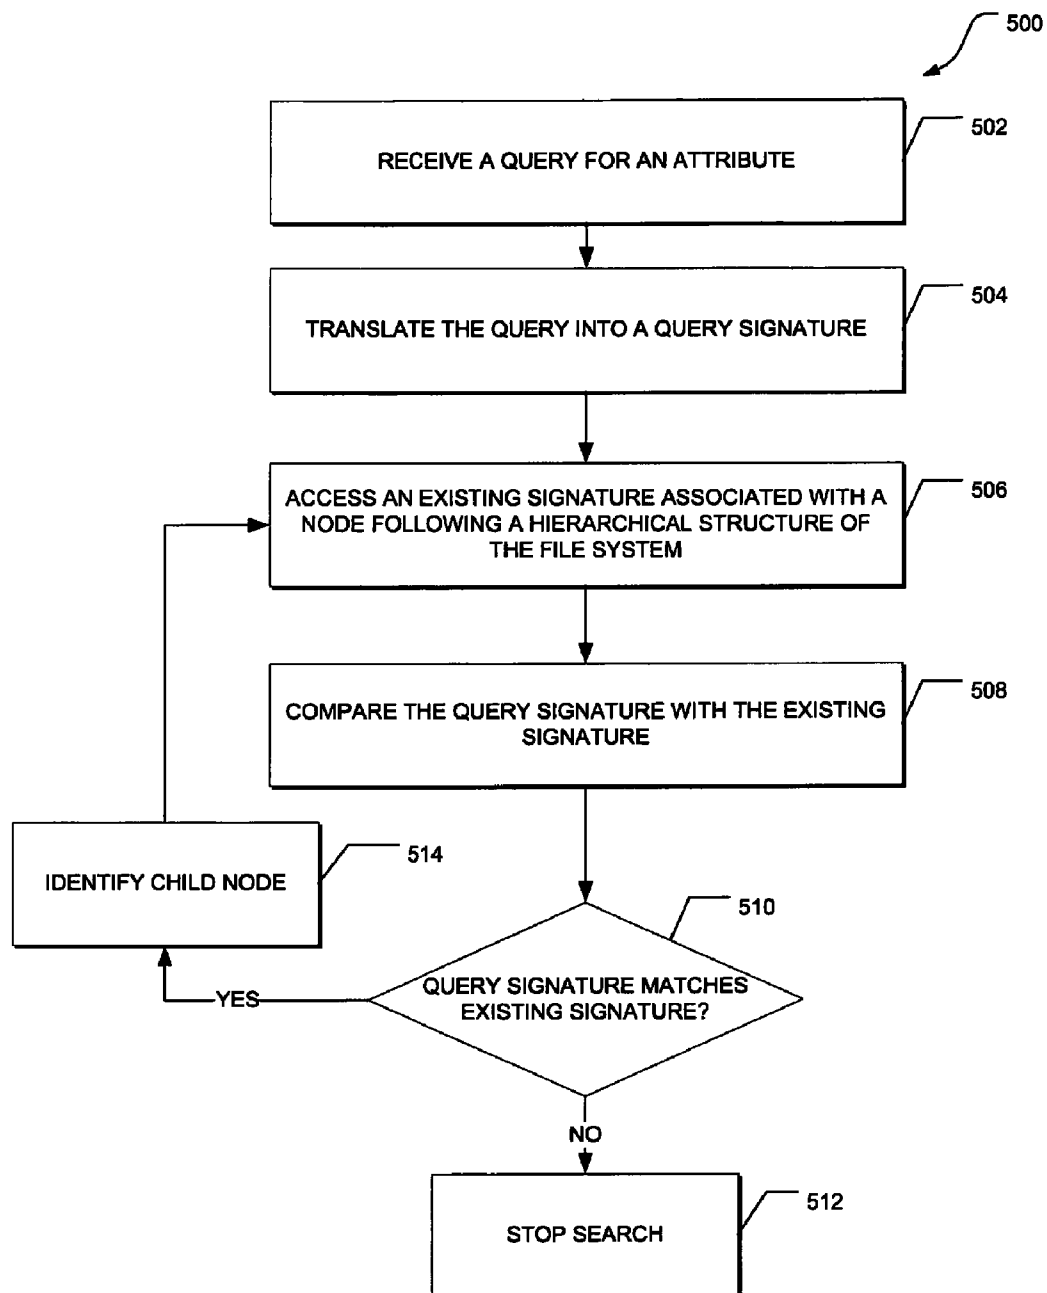 500
502
RECEIVE A QUERY FOR AN ATTRIBUTE
504
TRANSLATE THE QUERY INTO A QUERY SIGNATURE
506
ACCESS AN EXISTING SIGNATURE ASSOCIATED WITH A
NODE FOLLOWING A HIERARCHICAL STRUCTURE OF
THE FILE SYSTEM
508
COMPARE THE QUERY SIGNATURE WITH THE EXISTING
SIGNATURE
514
IDENTIFY CHILD NODE
510
QUERY SIGNATURE MATCHES
EXISTING SIGNATURE?
YES
NO
512
STOP SEARCH